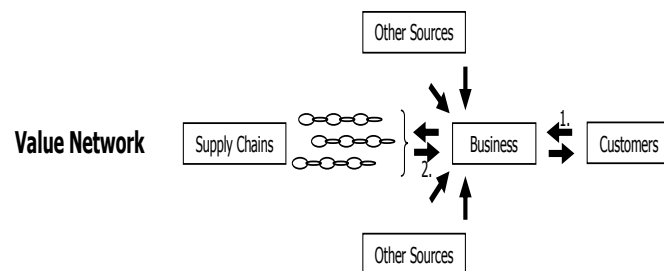 Other Sources
1.
Value Network Supply Chains Business Customers
2.
Other Sources